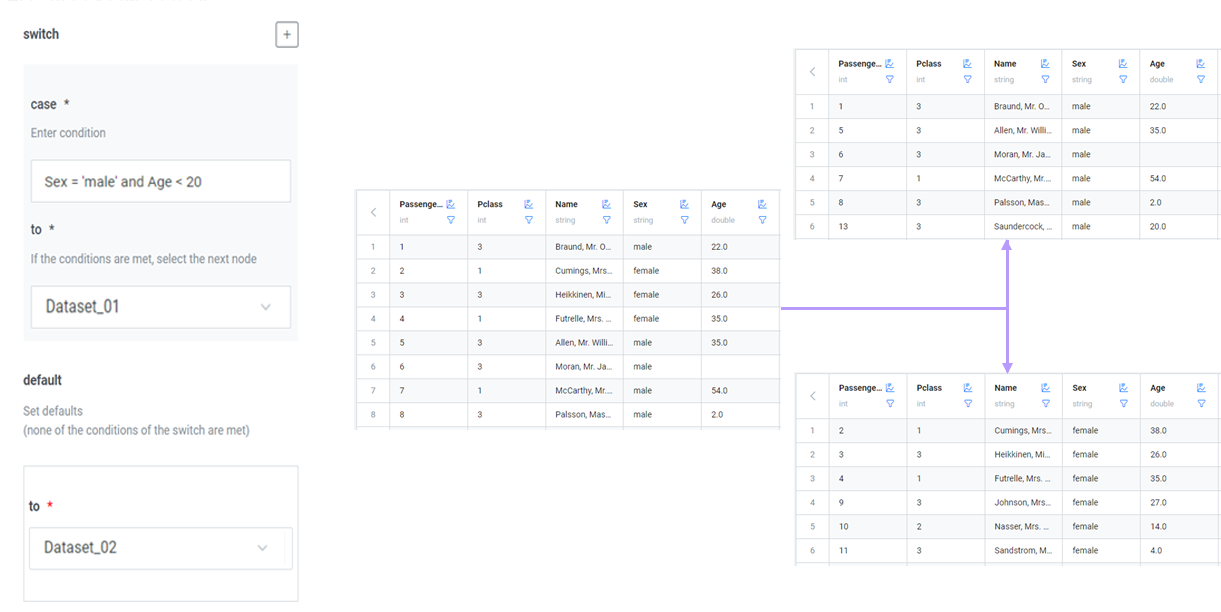 switch
+
case *
Enter condition
Sex = 'male' and Age < 20
to *
If the conditions are met, select the next node
Dataset_01
default
Set defaults
(none of the conditions of the switch are met)
to *
Dataset_02
Passenge... Pclass Name Sex Age
int int string string double
1 1 3 Braund, Mr. O... male 22.0
2 2 1 Cumings, Mrs... female 38.0
3 3 3 Heikkinen, Mi... female 26.0
4 4 1 Futrelle, Mrs. ... female 35.0
5 5 3 Allen, Mr. Willi... male 35.0
6 6 3 Moran, Mr. Ja... male
7 7 1 McCarthy, Mr.... male 54.0
8 8 3 Palsson, Mas... male 2.0
Passenge... Pclass Name Sex Age
int int string string double
1 1 3 Braund, Mr. O... male 22.0
2 5 3 Allen, Mr. Willi... male 35.0
3 6 3 Moran, Mr. Ja... male
4 7 1 McCarthy, Mr.... male 54.0
5 8 3 Palsson, Mas... male 2.0
6 13 3 Saundercock, ... male 20.0
Passenge... Pclass Name Sex Age
int int string string double
1 2 1 Cumings, Mrs... female 38.0
2 3 3 Heikkinen, Mi... female 26.0
3 4 1 Futrelle, Mrs. ... female 35.0
4 9 3 Johnson, Mrs... female 27.0
5 10 2 Nasser, Mrs. ... female 14.0
6 11 3 Sandstrom, M... female 4.0